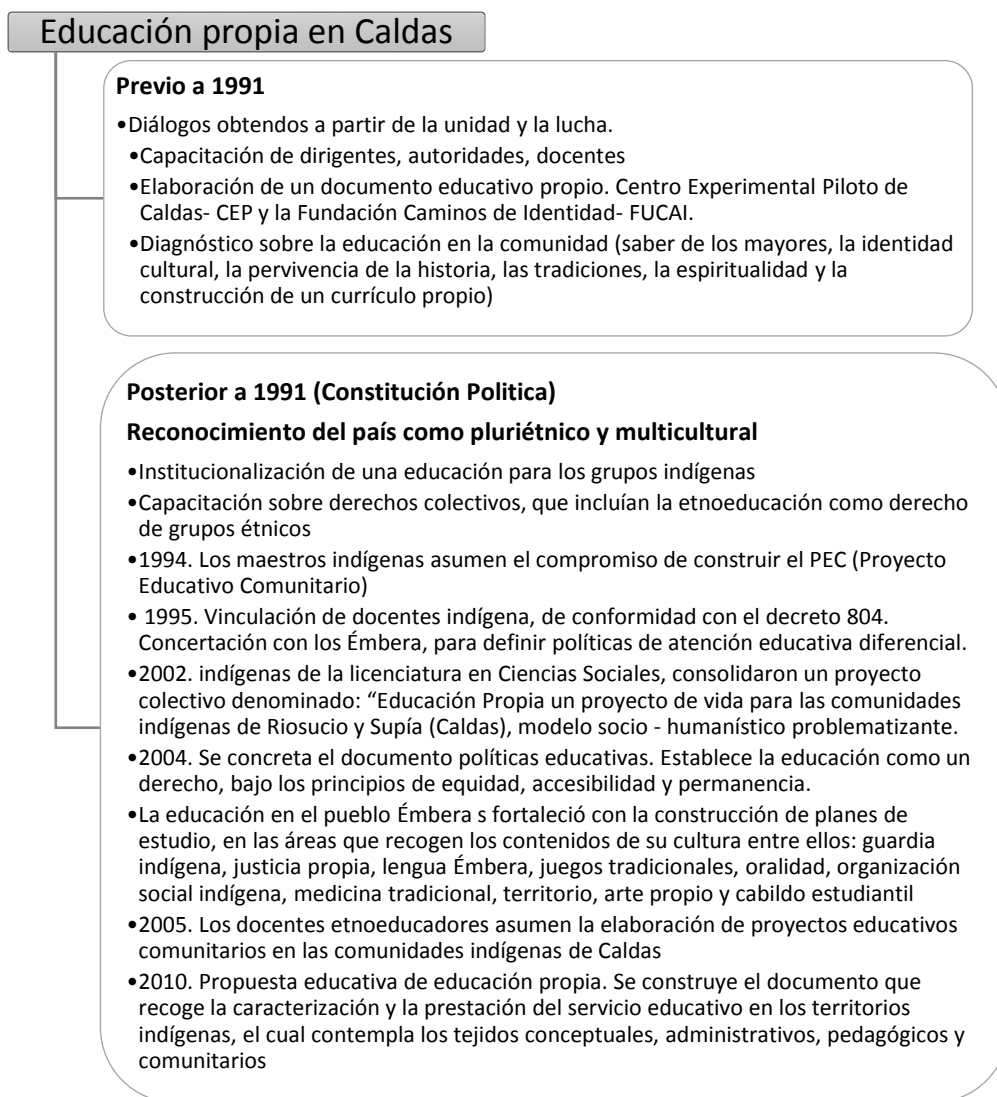 Educación propia en Caldas
Previo a 1991
•Diálogos obtendos a partir de la unidad y la lucha.
•Capacitación de dirigentes, autoridades, docentes
•Elaboración de un documento educativo propio. Centro Experimental Piloto de
Caldas- CEP y la Fundación Caminos de Identidad- FUCAI.
•Diagnóstico sobre la educación en la comunidad (saber de los mayores, la identidad
cultural, la pervivencia de la historia, las tradiciones, la espiritualidad y la
construcción de un currículo propio)
Posterior a 1991 (Constitución Politica)
Reconocimiento del país como pluriétnico y multicultural
•Institucionalización de una educación para los grupos indígenas
•Capacitación sobre derechos colectivos, que incluían la etnoeducación como derecho
de grupos étnicos
•1994. Los maestros indígenas asumen el compromiso de construir el PEC (Proyecto
Educativo Comunitario)
• 1995. Vinculación de docentes indígena, de conformidad con el decreto 804.
Concertación con los Émbera, para definir políticas de atención educativa diferencial.
•2002. indígenas de la licenciatura en Ciencias Sociales, consolidaron un proyecto
colectivo denominado: “Educación Propia un proyecto de vida para las comunidades
indígenas de Riosucio y Supía (Caldas), modelo socio - humanístico problematizante.
•2004. Se concreta el documento políticas educativas. Establece la educación como un
derecho, bajo los principios de equidad, accesibilidad y permanencia.
•La educación en el pueblo Émbera s fortaleció con la construcción de planes de
estudio, en las áreas que recogen los contenidos de su cultura entre ellos: guardia
indígena, justicia propia, lengua Émbera, juegos tradicionales, oralidad, organización
social indígena, medicina tradicional, territorio, arte propio y cabildo estudiantil
•2005. Los docentes etnoeducadores asumen la elaboración de proyectos educativos
comunitarios en las comunidades indígenas de Caldas
•2010. Propuesta educativa de educación propia. Se construye el documento que
recoge la caracterización y la prestación del servicio educativo en los territorios
indígenas, el cual contempla los tejidos conceptuales, administrativos, pedagógicos y
comunitarios